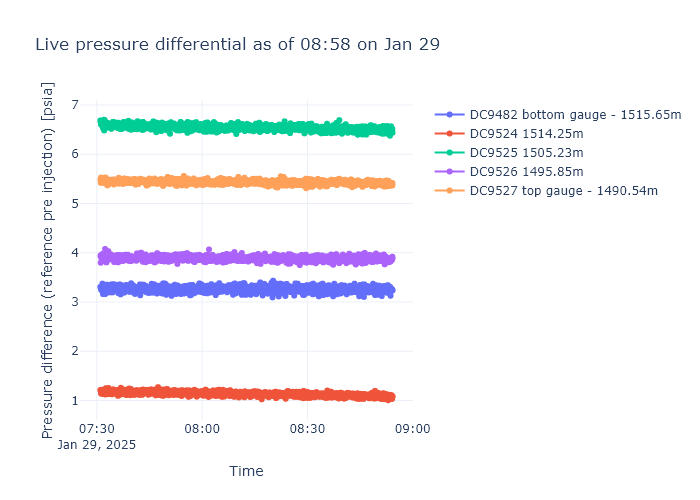 Live pressure differential as of 08:58 on Jan 29
Pressure difference (reference pre injection) [psia]
7
6
5
4
3
2
1
07:30
08:00
08:30
09:00
Jan 29, 2025
Time
DC9482 bottom gauge - 1515.65m
DC9524 1514.25m
DC9525 1505.23m
DC9526 1495.85m
DC9527 top gauge - 1490.54m